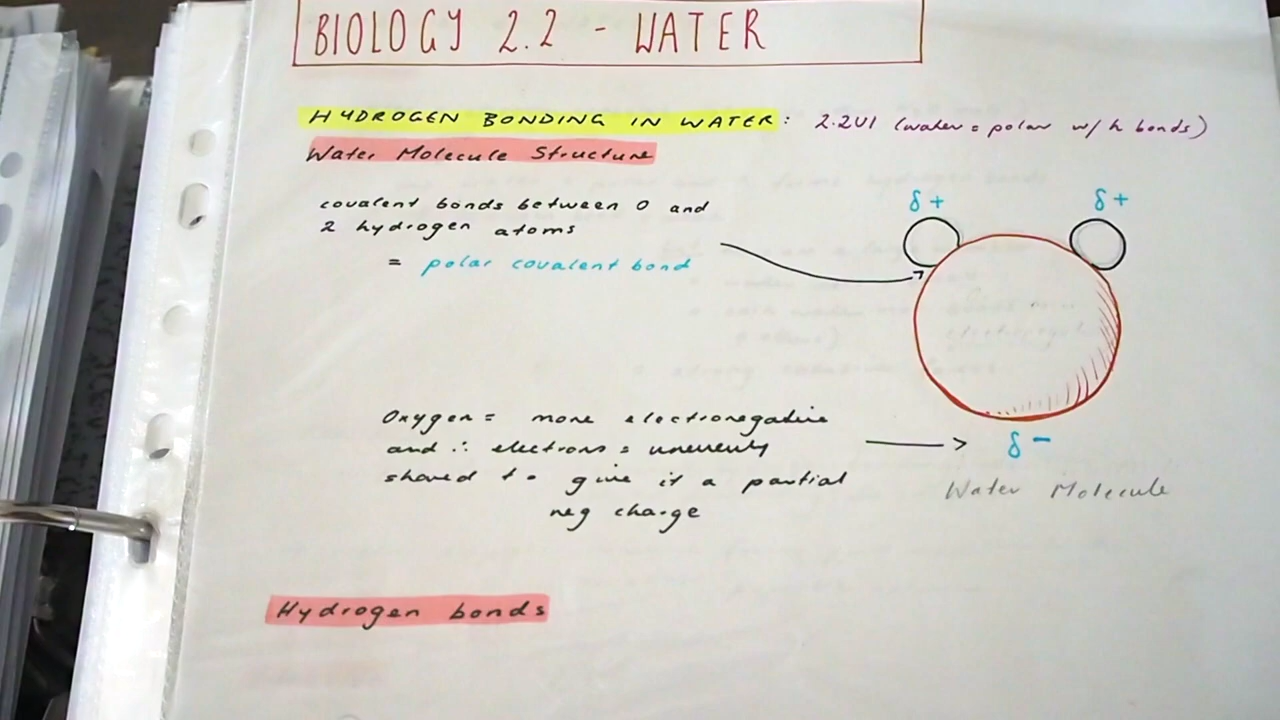 BIOLOGY 2.2 - WATER
HYDROGEN BONDING IN WATER: 2.2U1 (water = polar w/ h bonds)
Water Molecule Structure
covalent bonds between O and
2 hydrogen atoms
= polar covalent bond
δ+ δ+
Oxygen = more electronegative
and ∴ electrons = unevenly
shared to give it a partial
neg charge
δ-
Water Molecule
Hydrogen bonds